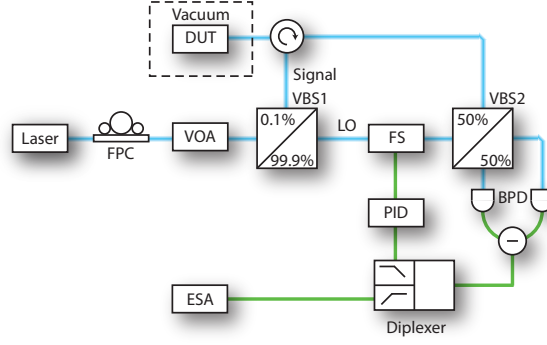 Vacuum
DUT
Signal
VBS1
VBS2
0.1%
LO
50%
Laser
VOA
FS
FPC
99.9%
50%
BPD
PID
−
ESA
Diplexer